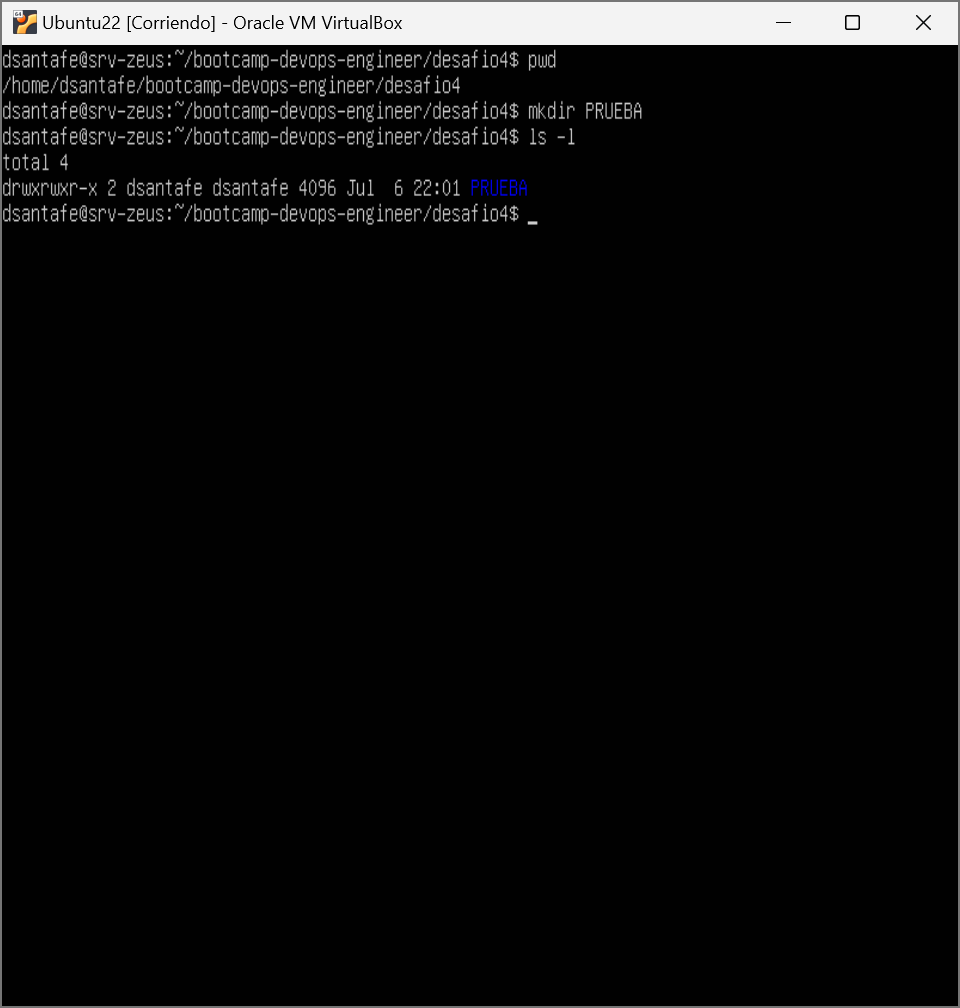 Ubuntu22 [Corriendo] - Oracle VM VirtualBox
dsantafe@srv-zeus:~/bootcamp-devops-engineer/desafio4$ pwd
/home/dsantafe/bootcamp-devops-engineer/desafio4
dsantafe@srv-zeus:~/bootcamp-devops-engineer/desafio4$ mkdir PRUEBA
dsantafe@srv-zeus:~/bootcamp-devops-engineer/desafio4$ ls -l
total 4
drwxrwxr-x 2 dsantafe dsantafe 4096 Jul  6 22:01 PRUEBA
dsantafe@srv-zeus:~/bootcamp-devops-engineer/desafio4$ _